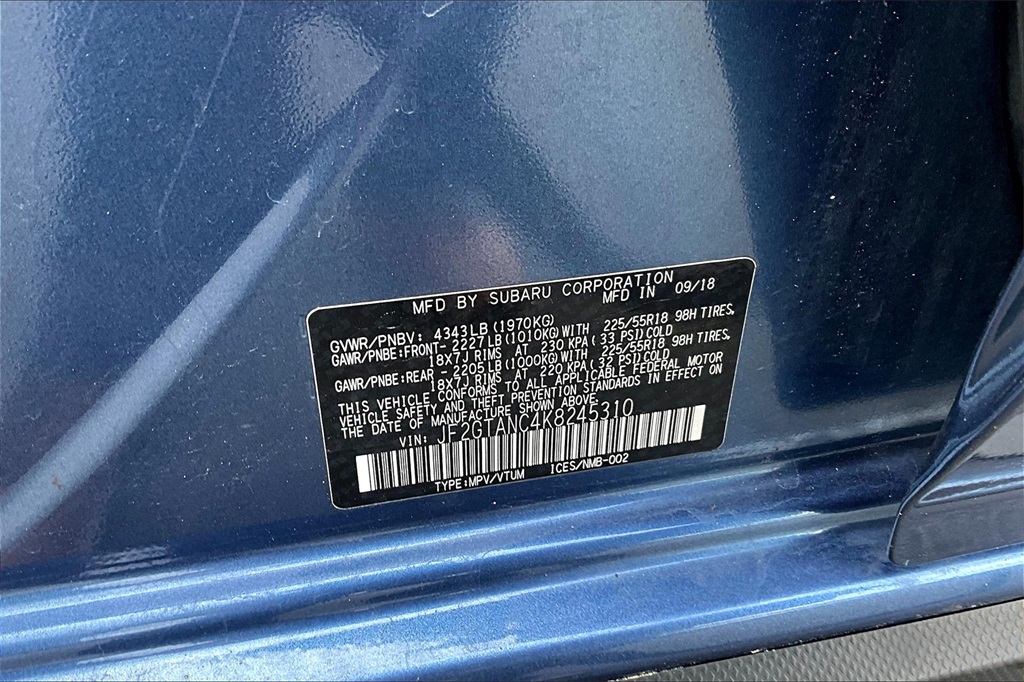 MFD BY SUBARU CORPORATION
MFD IN 09/18
GVWR/PNBV: 4343LB(1970KG)
GAWR/PNBE:FRONT- 2227LB(1010KG)WITH 225/55R18 98H TIRES.
18X7J RIMS AT 230 KPA( 33 PSI)COLD
GAWR/PNBE:REAR - 2205LB(1000KG)WITH 225/55R18 98H TIRES.
18X7J RIMS AT 220 KPA( 32 PSI)COLD
THIS VEHICLE CONFORMS TO ALL APPLICABLE FEDERAL MOTOR
VEHICLE SAFETY AND THEFT PREVENTION STANDARDS IN EFFECT ON
THE DATE OF MANUFACTURE SHOWN ABOVE.
VIN: JF2GTANC4K8245310
TYPE:MPV/VTUM ICES/NMB-002